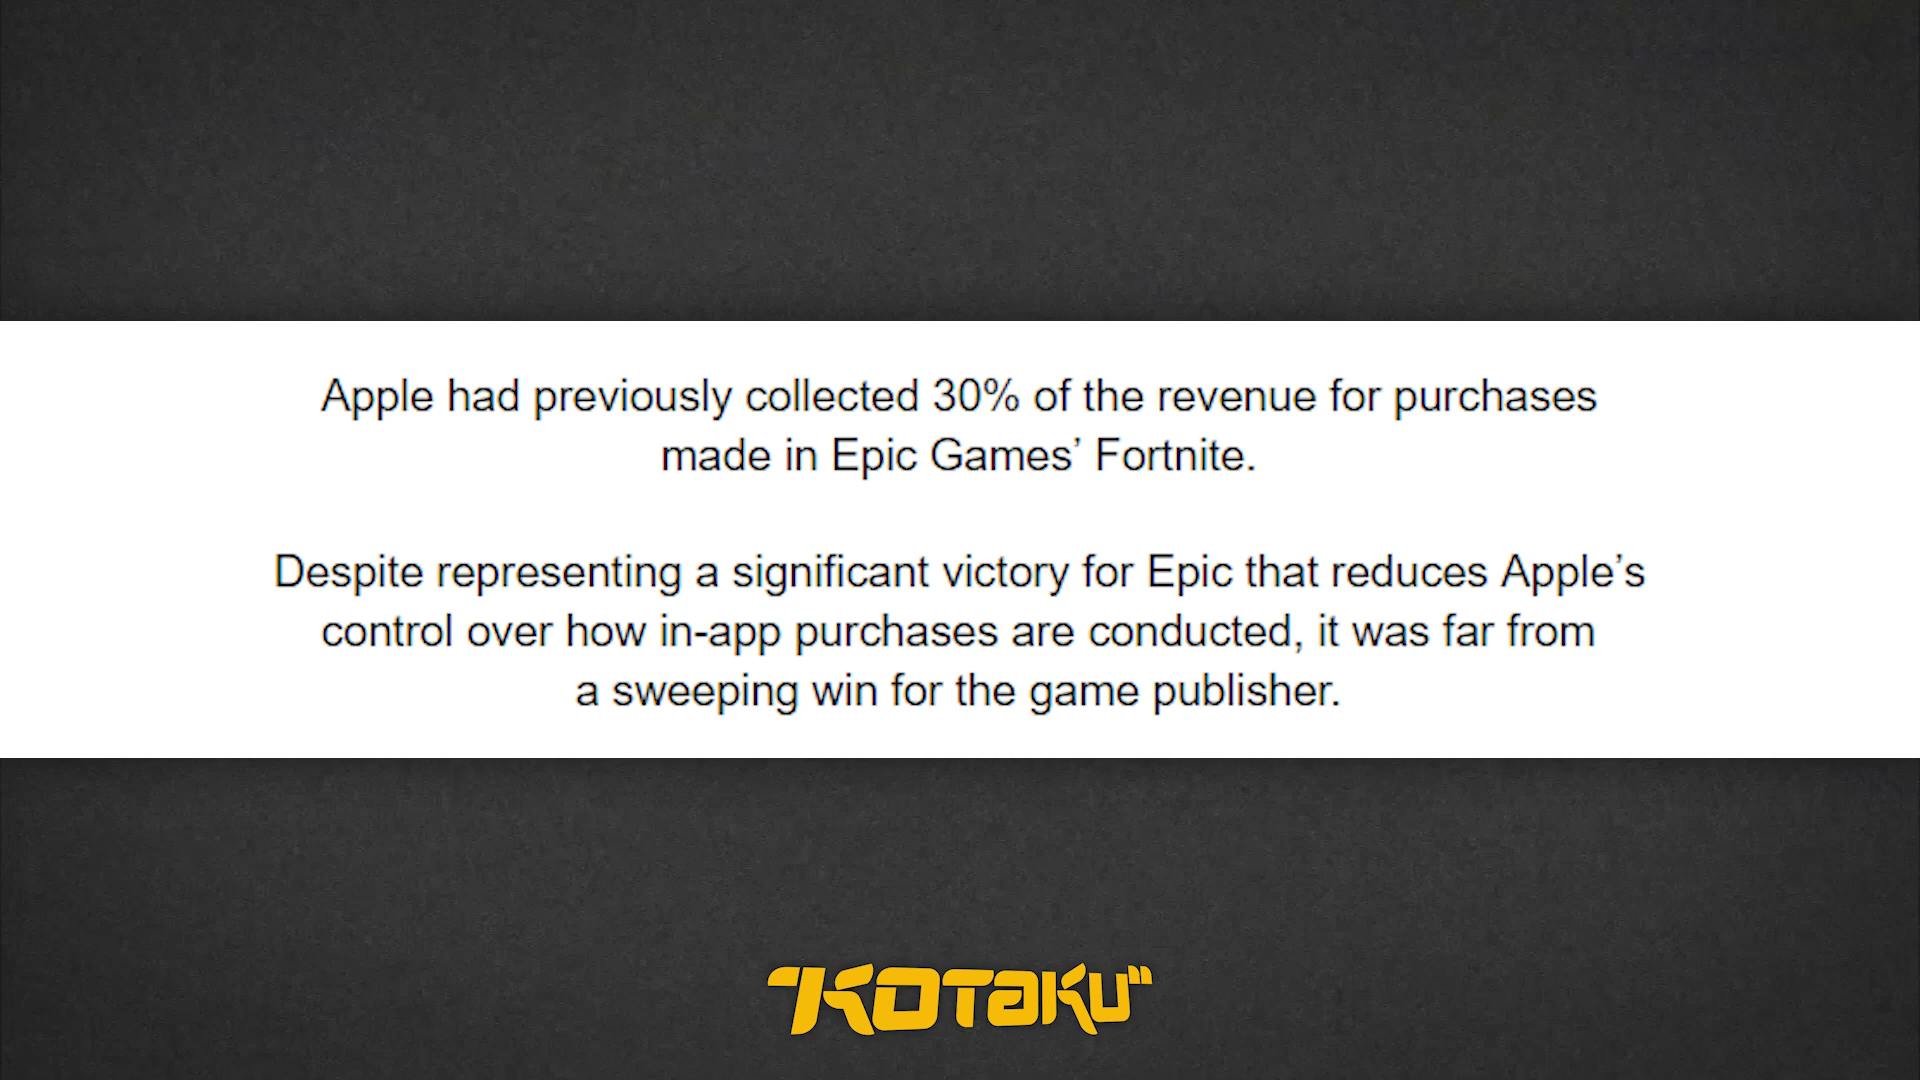 Apple had previously collected 30% of the revenue for purchases
made in Epic Games’ Fortnite.
Despite representing a significant victory for Epic that reduces Apple’s
control over how in-app purchases are conducted, it was far from
a sweeping win for the game publisher.
KOTAKU